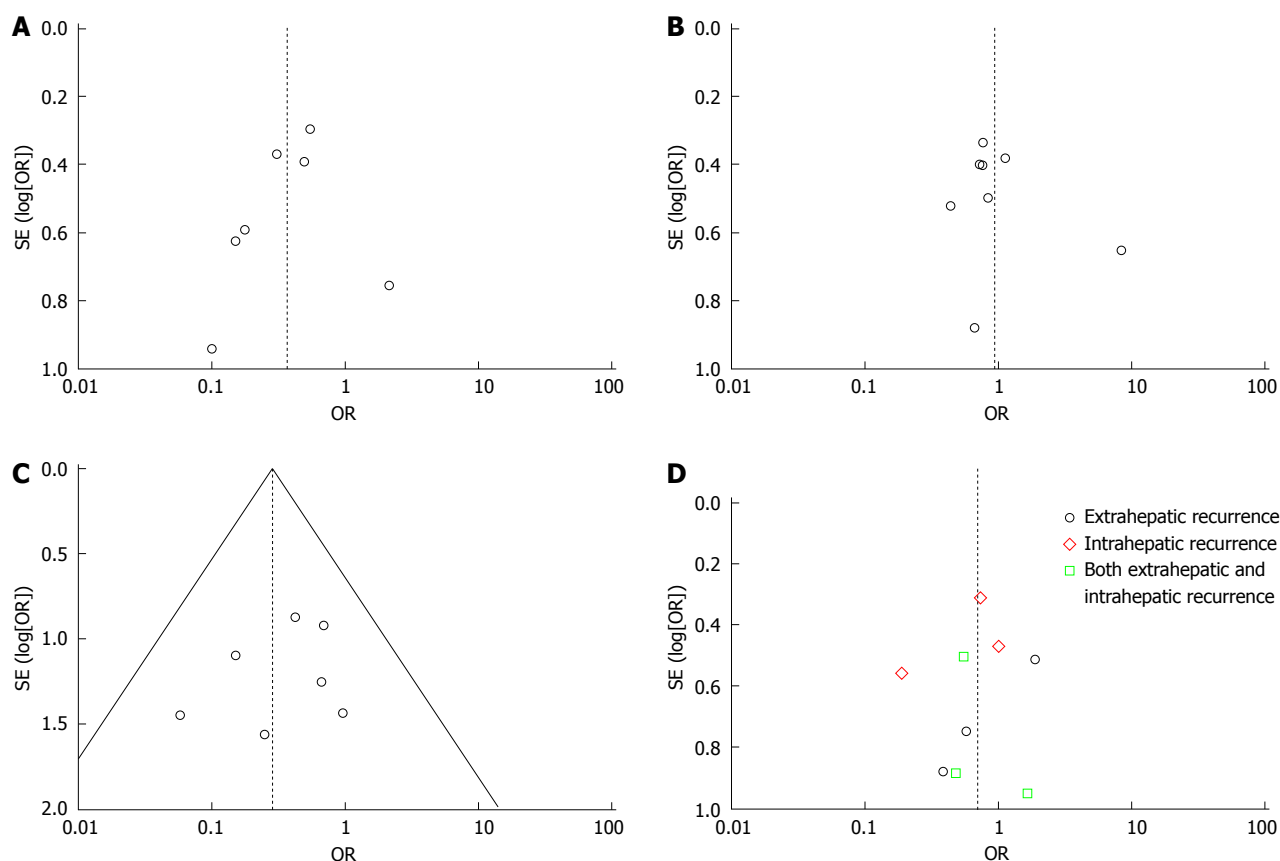 A
0.0
0.2
0.4
0.6
0.8
1.0
SE (log[OR])
0.01 0.1 1 10 100
OR
B
0.0
0.2
0.4
0.6
0.8
1.0
SE (log[OR])
0.01 0.1 1 10 100
OR
C
0.0
0.5
1.0
1.5
2.0
SE (log[OR])
0.01 0.1 1 10 100
OR
D
0.0
0.2
0.4
0.6
0.8
1.0
SE (log[OR])
Extrahepatic recurrence
Intrahepatic recurrence
Both extrahepatic and
intrahepatic recurrence
0.01 0.1 1 10 100
OR